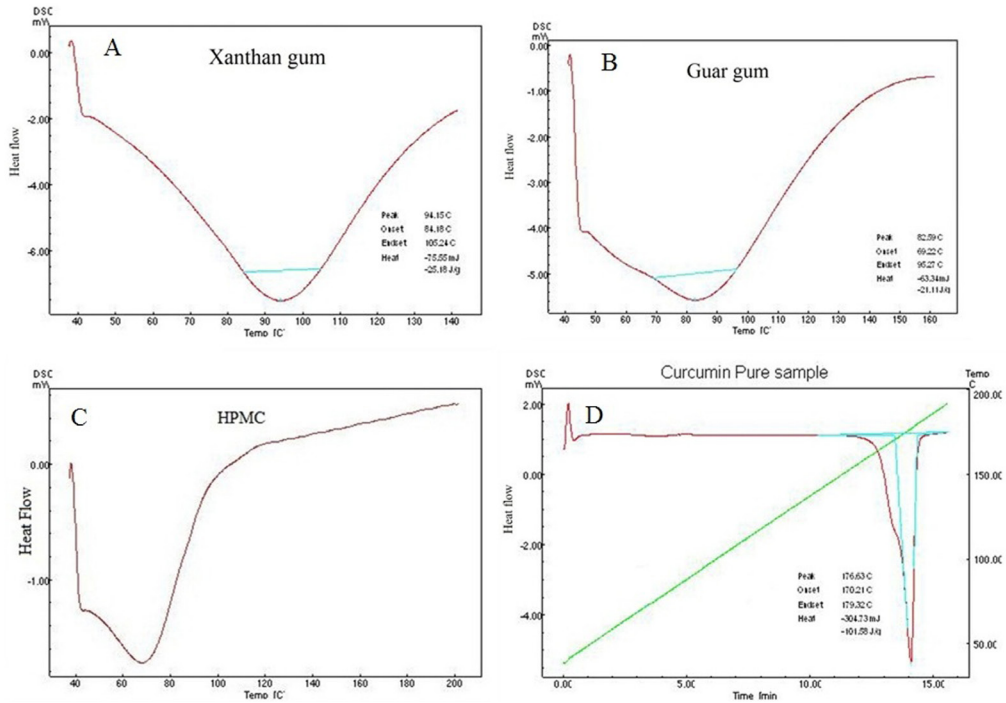 DSC
mW
A
Xanthan gum
0.00
-2.00
-4.00
-6.00
Heat flow
Peak 94.15 C
Onset 84.18 C
Endset 105.24 C
Heat -75.55 mJ
-25.18 J/g
40 50 60 70 80 90 100 110 120 130 140
Temp [C]
DSC
mW
B
Guar gum
0.00
-1.00
-2.00
-3.00
-4.00
-5.00
Heat flow
Peak 82.59 C
Onset 69.22 C
Endset 95.27 C
Heat -63.34 mJ
-21.11 J/g
40 50 60 70 80 90 100 110 120 130 140 150 160
Temp [C]
DSC
mW
C
HPMC
0.00
-1.00
Heat Flow
40 60 80 100 120 140 160 180 200
Temp [C]
DSC
mW
Curcumin Pure sample
Temp
C
D
2.00
0.00
-2.00
-4.00
Heat flow
200.00
150.00
100.00
50.00
Peak 176.63 C
Onset 170.21 C
Endset 179.32 C
Heat -304.73 mJ
-101.58 J/g
0.00 5.00 10.00 15.00
Time [min